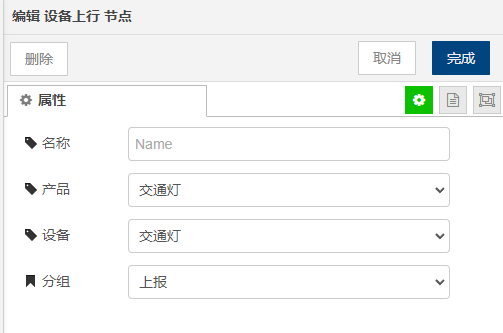 编辑 设备上行 节点
删除 取消 完成
属性
名称 Name
产品 交通灯
设备 交通灯
分组 上报